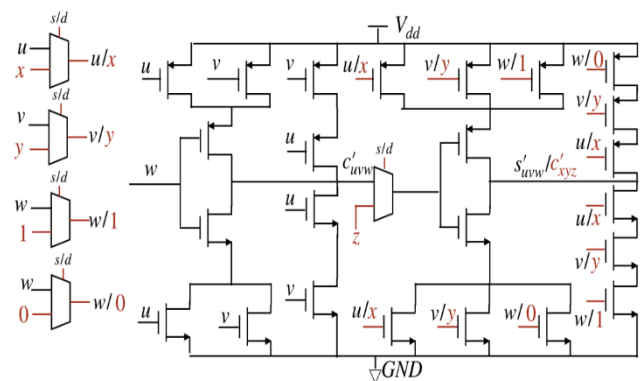 s/d
u
x
u/x
s/d
v
y
v/y
s/d
w
1
w/1
s/d
w
0
w/0
V_dd
u
v
v
u/x
v/y
w/1
w/0
v/y
u/x
u
w
c'_uvw
s/d
z
s'_uvw/c'_xyz
u
v
u/x
v/y
w/1
u
v
u/x
v/y
w/0
GND